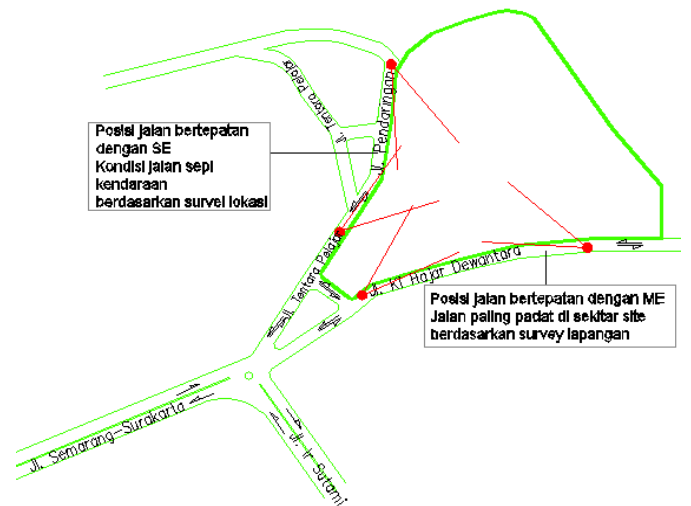 Jl. Tentara Pelajar
Jl. Pendaringan
Posisi jalan bertepatan
dengan SE
Kondisi jalan sepi
kendaraan
berdasarkan survei lokasi
Jl. Tentara Pelajar
Jl. Ki Hajar Dewantara
Posisi jalan bertepatan dengan ME
Jalan paling padat di sekitar site
berdasarkan survey lapangan
Jl. Semarang-Surakarta
Jl. Ir Sutami